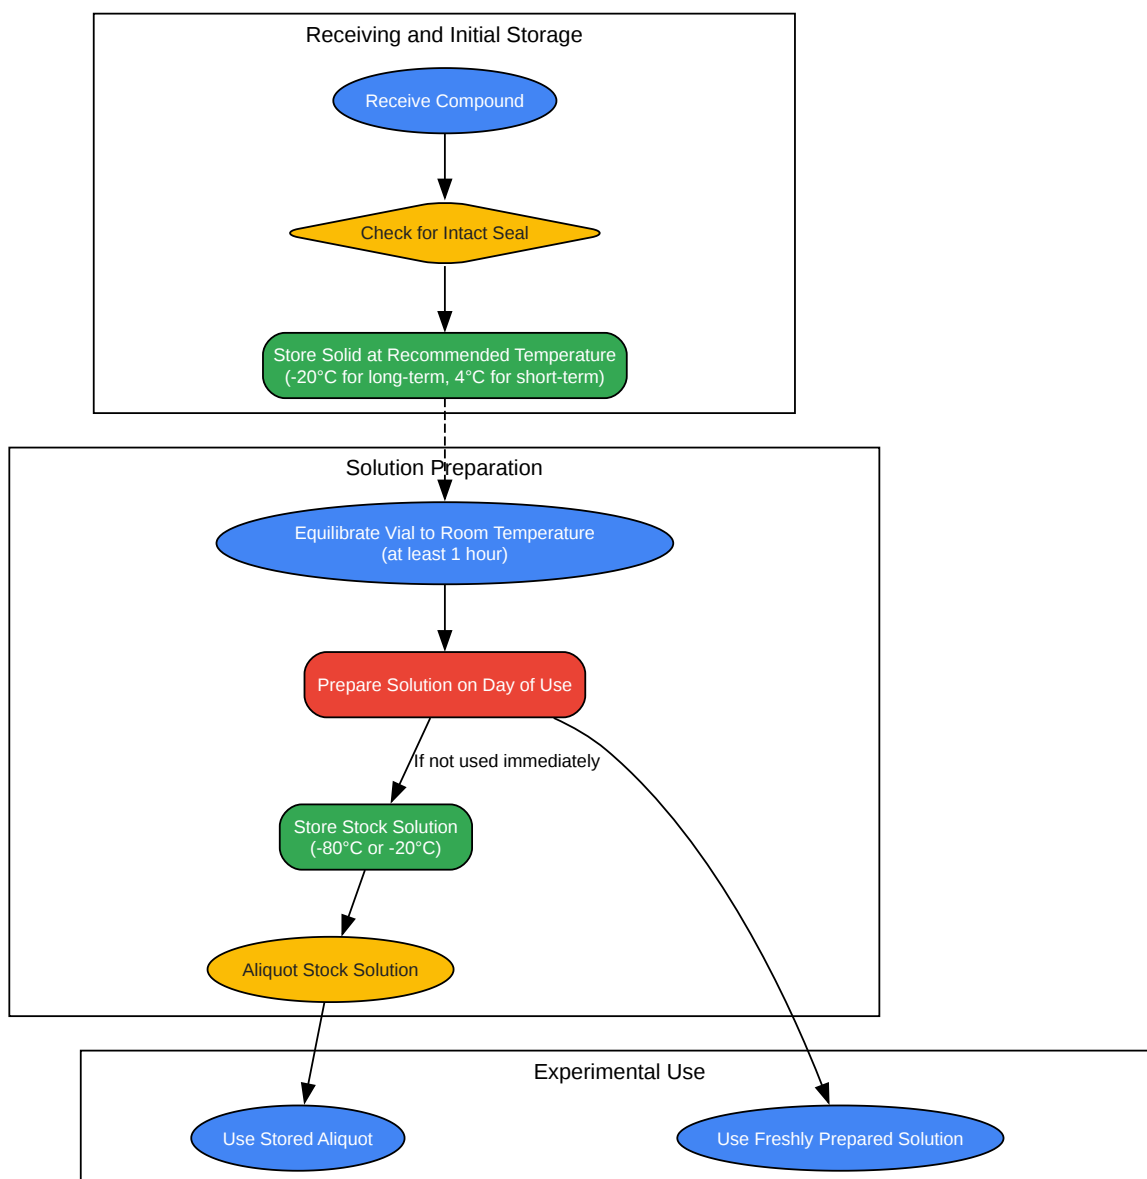 Receiving and Initial Storage
Receive Compound
Check for Intact Seal
Store Solid at Recommended Temperature
(-20°C for long-term, 4°C for short-term)
Solution Preparation
Equilibrate Vial to Room Temperature
(at least 1 hour)
Prepare Solution on Day of Use
If not used immediately
Store Stock Solution
(-80°C or -20°C)
Aliquot Stock Solution
Experimental Use
Use Stored Aliquot
Use Freshly Prepared Solution